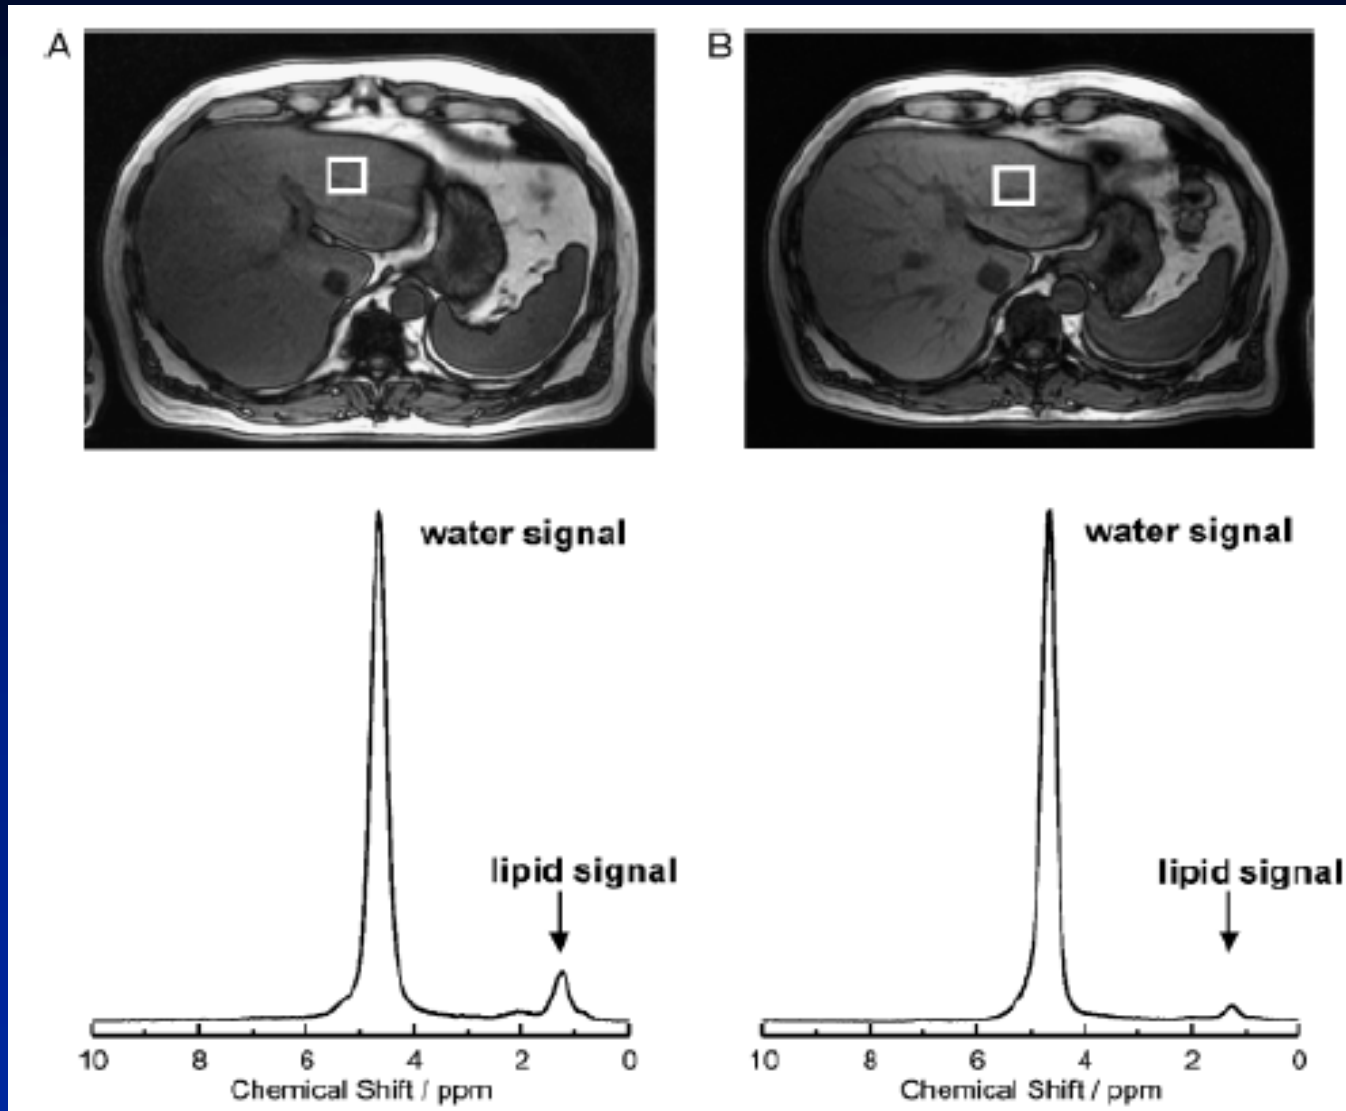 A
B
water signal
water signal
lipid signal
lipid signal
10 8 6 4 2 0
10 8 6 4 2 0
Chemical Shift / ppm
Chemical Shift / ppm